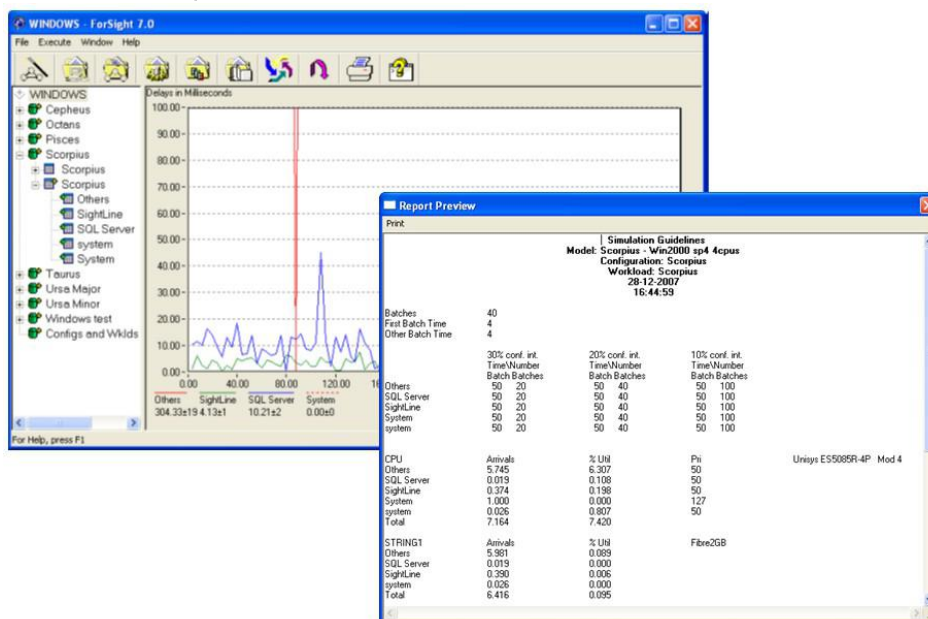 WINDOWS - ForSight 7.0
File Execute Window Help
WINDOWS
Cepheus
Octans
Pisces
Scorpius
Scorpius
Scorpius
Others
SightLine
SQL Server
system
System
Taurus
Ursa Major
Ursa Minor
Windows test
Configs and Wklds
For Help, press F1
Delays in Milliseconds
100.00
90.00
80.00
70.00
60.00
50.00
40.00
30.00
20.00
10.00
0.00
0.00 40.00 80.00 120.00
Others SightLine SQL Server System
304.33±19 4.13±1 10.21±2 0.00±0
Report Preview
Print
Simulation Guidelines
Model: Scorpius - Win2000 sp4 4cpus
Configuration: Scorpius
Workload: Scorpius
28-12-2007
16:44:59
Batches 40
First Batch Time 4
Other Batch Time 4
30% conf. int. 20% conf. int. 10% conf. int.
Time\Number Time\Number Time\Number
Batch Batches Batch Batches Batch Batches
Others 50 20 50 40 50 100
SQL Server 50 20 50 40 50 100
SightLine 50 20 50 40 50 100
System 50 20 50 40 50 100
system 50 20 50 40 50 100
CPU Arrivals % Util Pri Unisys ES5085R-4P Mod 4
Others 5.745 6.307 50
SQL Server 0.019 0.108 50
SightLine 0.374 0.198 50
System 1.000 0.000 127
system 0.026 0.807 50
Total 7.164 7.420
STRING1 Arrivals % Util Fibre2GB
Others 5.981 0.089
SQL Server 0.019 0.000
SightLine 0.390 0.006
system 0.026 0.000
Total 6.416 0.095